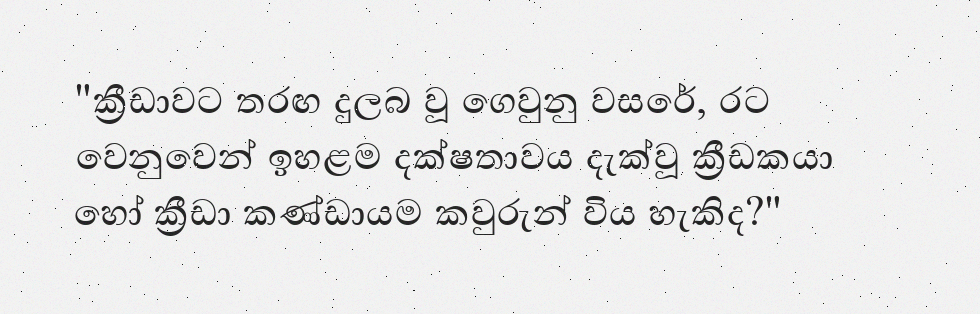 "ක්‍රීඩාවට තරඟ දුලබ වූ ගෙවුනු වසරේ, රට
වෙනුවෙන් ඉහළම දක්ෂතාවය දැක්වූ ක්‍රීඩකයා
හෝ ක්‍රීඩා කණ්ඩායම කවුරුන් විය හැකිද?"